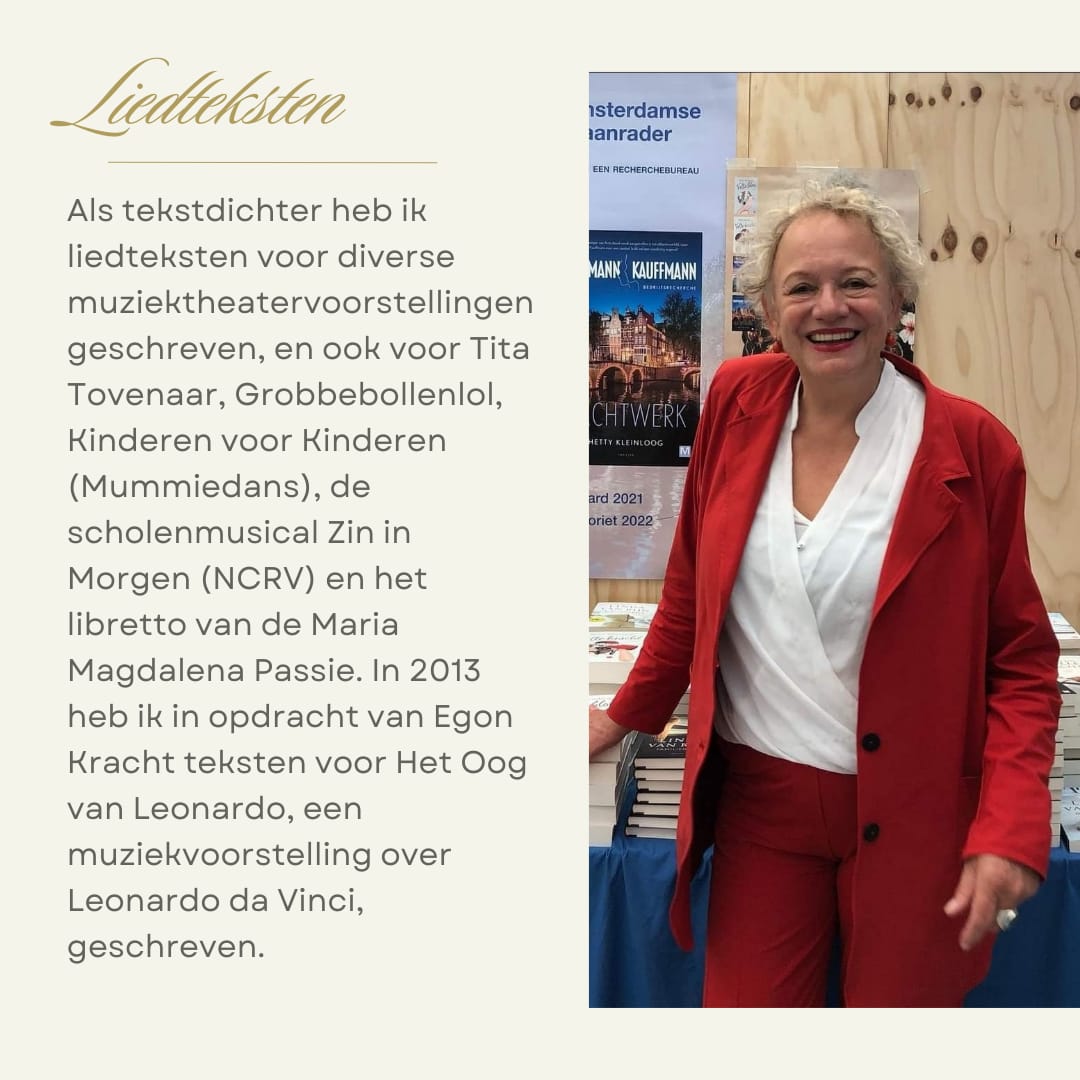 Liedteksten
Als tekstdichter heb ik
liedteksten voor diverse
muziektheatervoorstellingen
geschreven, en ook voor Tita
Tovenaar, Grobbebollenlol,
Kinderen voor Kinderen
(Mummiedans), de
scholenmusical Zin in
Morgen (NCRV) en het
libretto van de Maria
Magdalena Passie. In 2013
heb ik in opdracht van Egon
Kracht teksten voor Het Oog
van Leonardo, een
muziekvoorstelling over
Leonardo da Vinci,
geschreven.
msterdamse
aanrader
EEN RECHERCHEBUREAU
MANN KAUFFMANN
BEDRIJFSRECHERCHE
CHTWERK
HETTY KLEINLOOG
THRILLER
M
ard 2021
oriet 2022